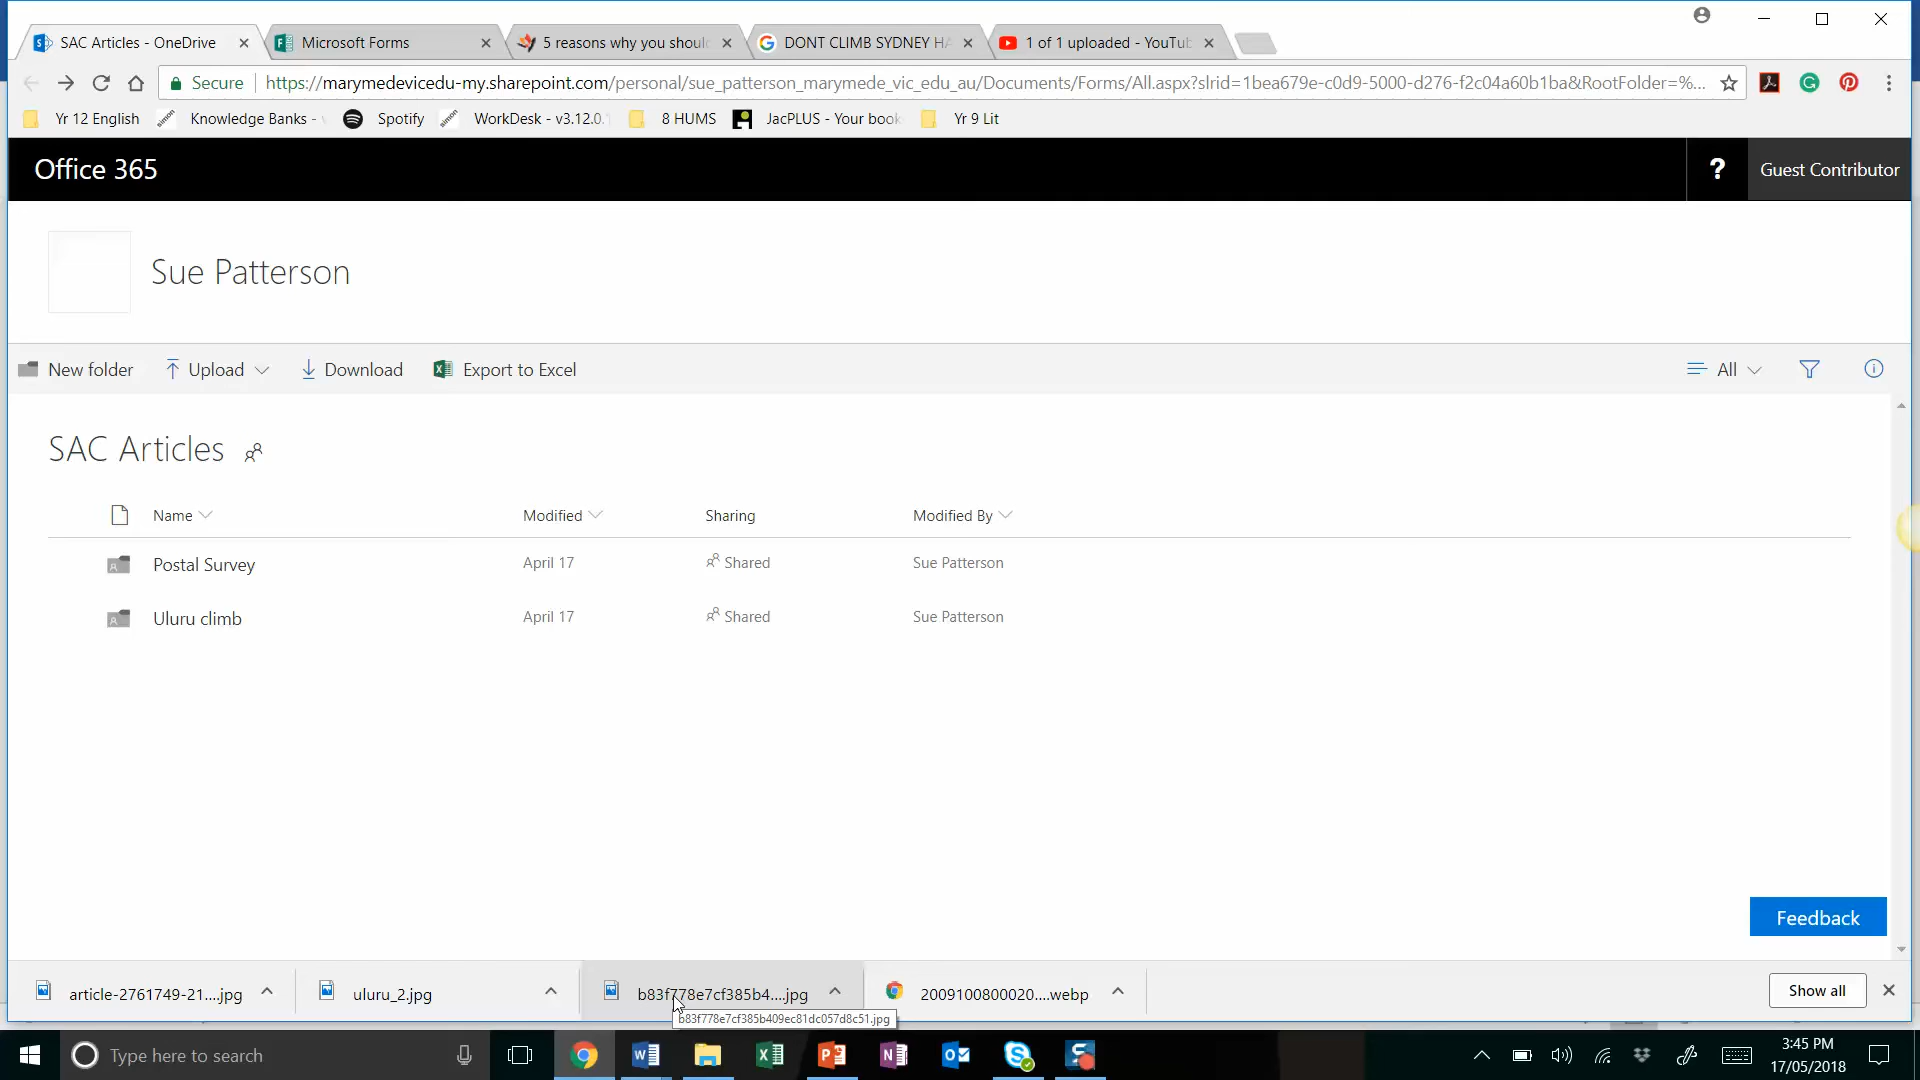 SAC Articles - OneDrive
Microsoft Forms
5 reasons why you shoul
DONT CLIMB SYDNEY HA
1 of 1 uploaded - YouTub
Secure
https://marymedevicedu-my.sharepoint.com/personal/sue_patterson_marymede_vic_edu_au/Documents/Forms/All.aspx?slrid=1bea679e-c0d9-5000-d276-f2c04a60b1ba&RootFolder=%...
Yr 12 English
Knowledge Banks -
Spotify
WorkDesk - v3.12.0.
8 HUMS
JacPLUS - Your book
Yr 9 Lit
Office 365
?
Guest Contributor
Sue Patterson
New folder
Upload
Download
Export to Excel
All
SAC Articles
Name
Modified
Sharing
Modified By
Postal Survey
April 17
Shared
Sue Patterson
Uluru climb
April 17
Shared
Sue Patterson
Feedback
article-2761749-21....jpg
uluru_2.jpg
b83f778e7cf385b4....jpg
2009100800020....webp
Show all
b83f778e7cf385b409ec81dc057d8c51.jpg
Type here to search
3:45 PM
17/05/2018